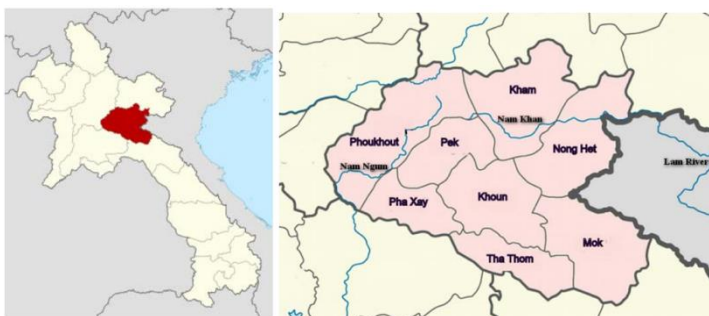 Kham
Nam Khan
Phoukhout
Pek
Nong Het
Nam Ngum
Lam River
Pha Xay
Khoun
Mok
Tha Thom